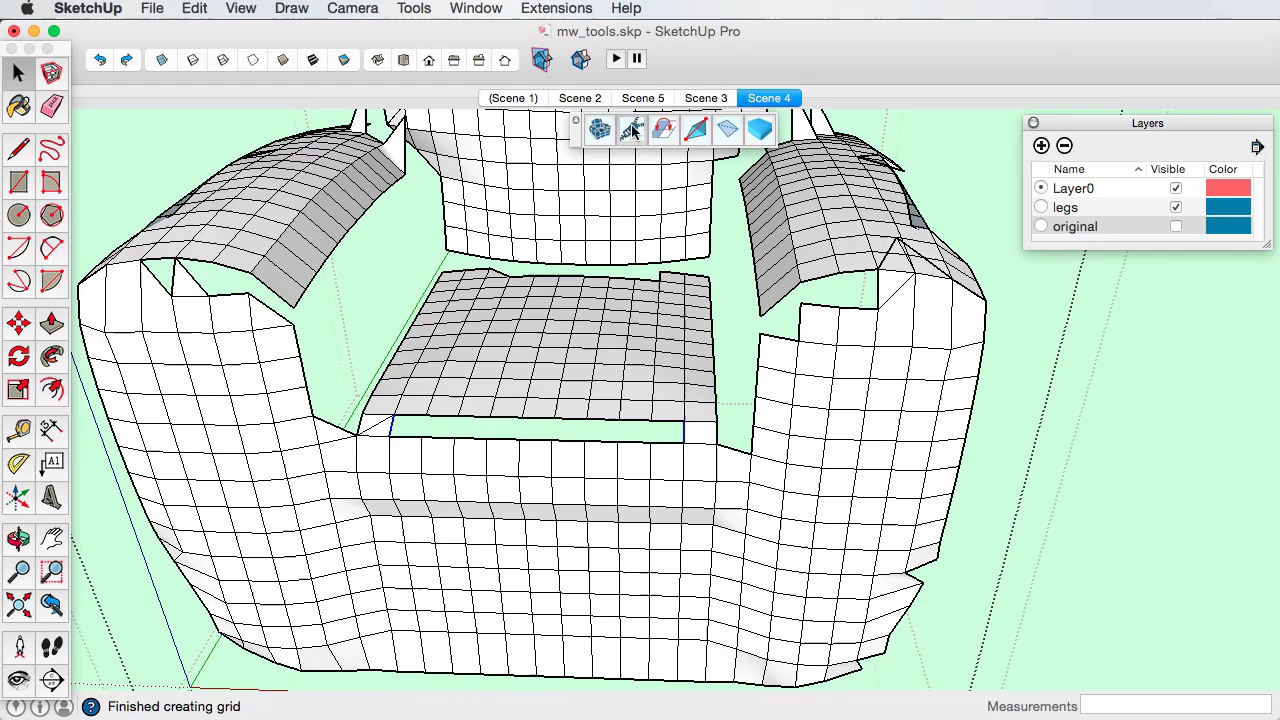 SketchUp File Edit View Draw Camera Tools Window Extensions Help
mw_tools.skp - SketchUp Pro
(Scene 1) Scene 2 Scene 5 Scene 3 Scene 4
Layers
Name Visible Color
Layer0
legs
original
A1
Finished creating grid
Measurements